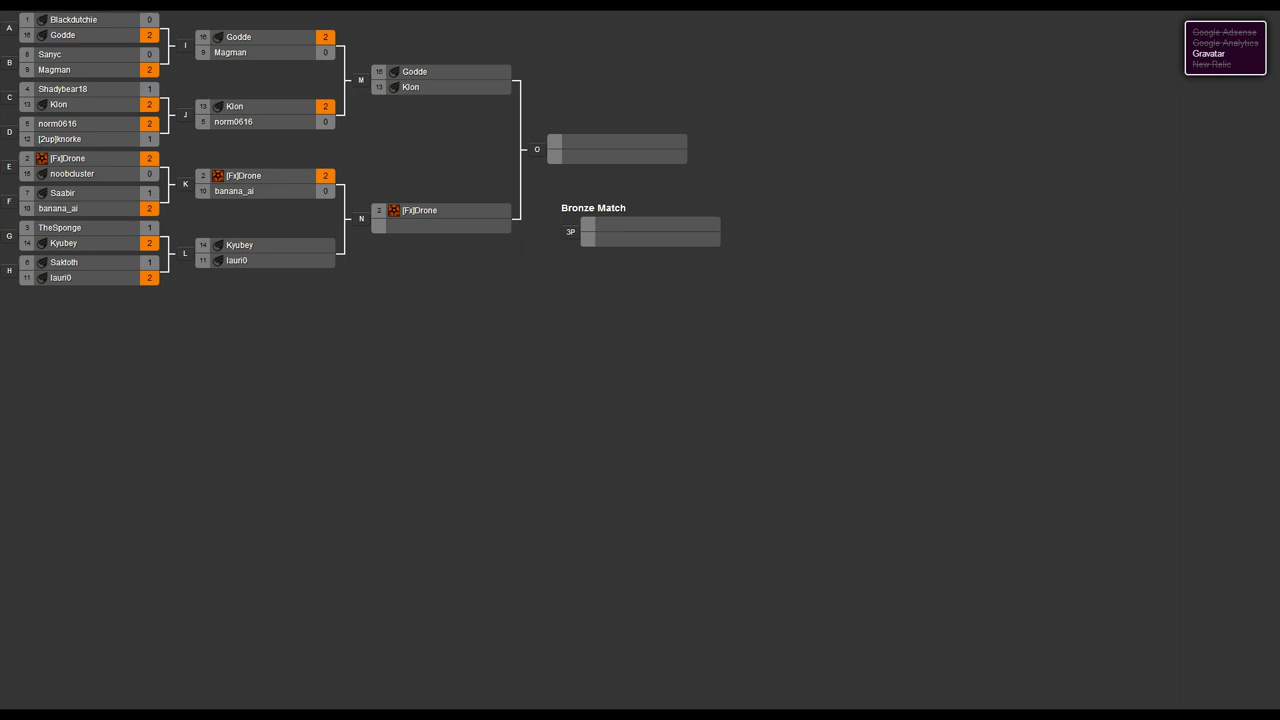 A
1 Blackdutchie 0
16 Godde 2
B
8 Sanyc 0
9 Magman 2
C
4 Shadybear18 1
13 Klon 2
D
5 norm0616 2
12 [2up]knorke 1
E
2 [Fx]Drone 2
15 noobcluster 0
F
7 Saabir 1
10 banana_ai 2
G
3 TheSponge 1
14 Kyubey 2
H
6 Saktoth 1
11 lauri0 2
I
16 Godde 2
9 Magman 0
J
13 Klon 2
5 norm0616 0
K
2 [Fx]Drone 2
10 banana_ai 0
L
14 Kyubey
11 lauri0
M
16 Godde
13 Klon
N
2 [Fx]Drone
O
Bronze Match
3P
Google Adsense
Google Analytics
Gravatar
New Relic